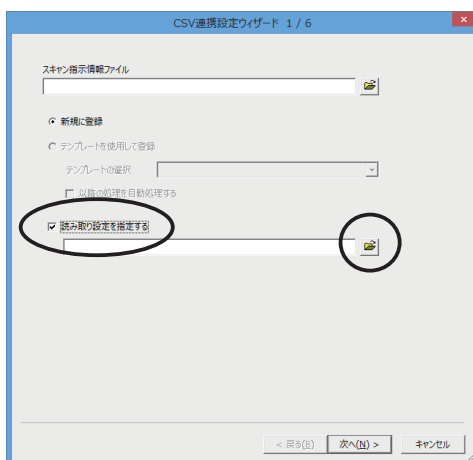 CSV連携設定ウィザード 1 / 6
スキャン指示情報ファイル
新規に登録
テンプレートを使用して登録
テンプレートの選択
以降の処理を自動処理する
読み取り設定を指定する
< 戻る(B) 次へ(N) > キャンセル